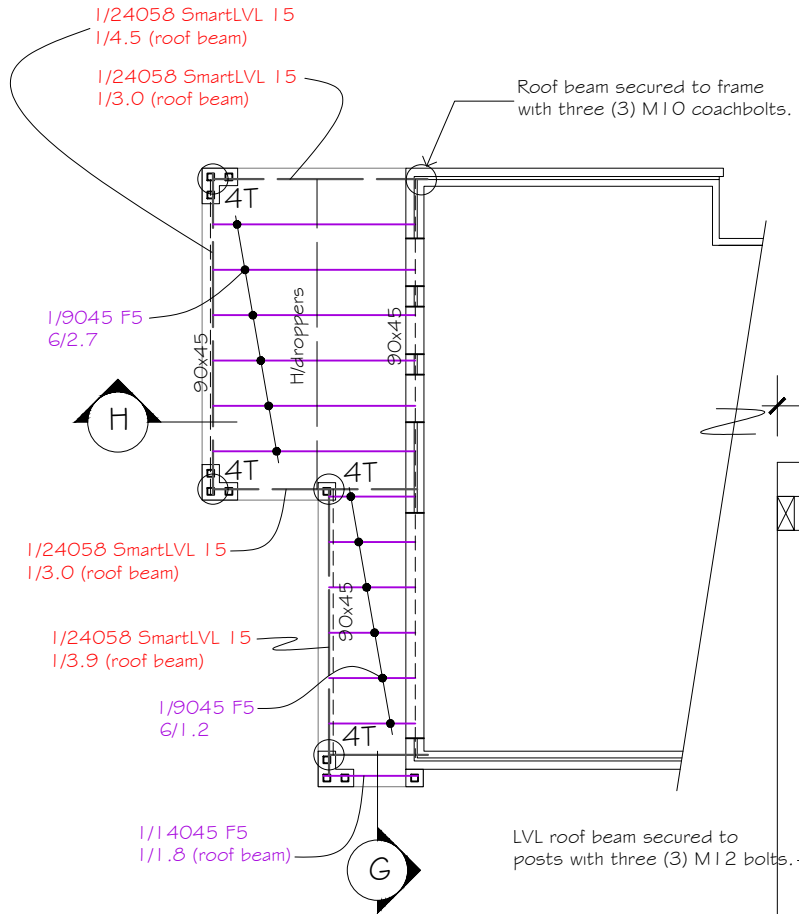 1/24058 SmartLVL 15
1/4.5 (roof beam)
1/24058 SmartLVL 15
1/3.0 (roof beam)
Roof beam secured to frame
with three (3) M10 coachbolts.
4T
1/9045 F5
6/2.7
90x45
H/droppers
90x45
H
4T
4T
1/24058 SmartLVL 15
1/3.0 (roof beam)
90x45
1/24058 SmartLVL 15
1/3.9 (roof beam)
1/9045 F5
6/1.2
4T
1/14045 F5
1/1.8 (roof beam)
G
LVL roof beam secured to
posts with three (3) M12 bolts.